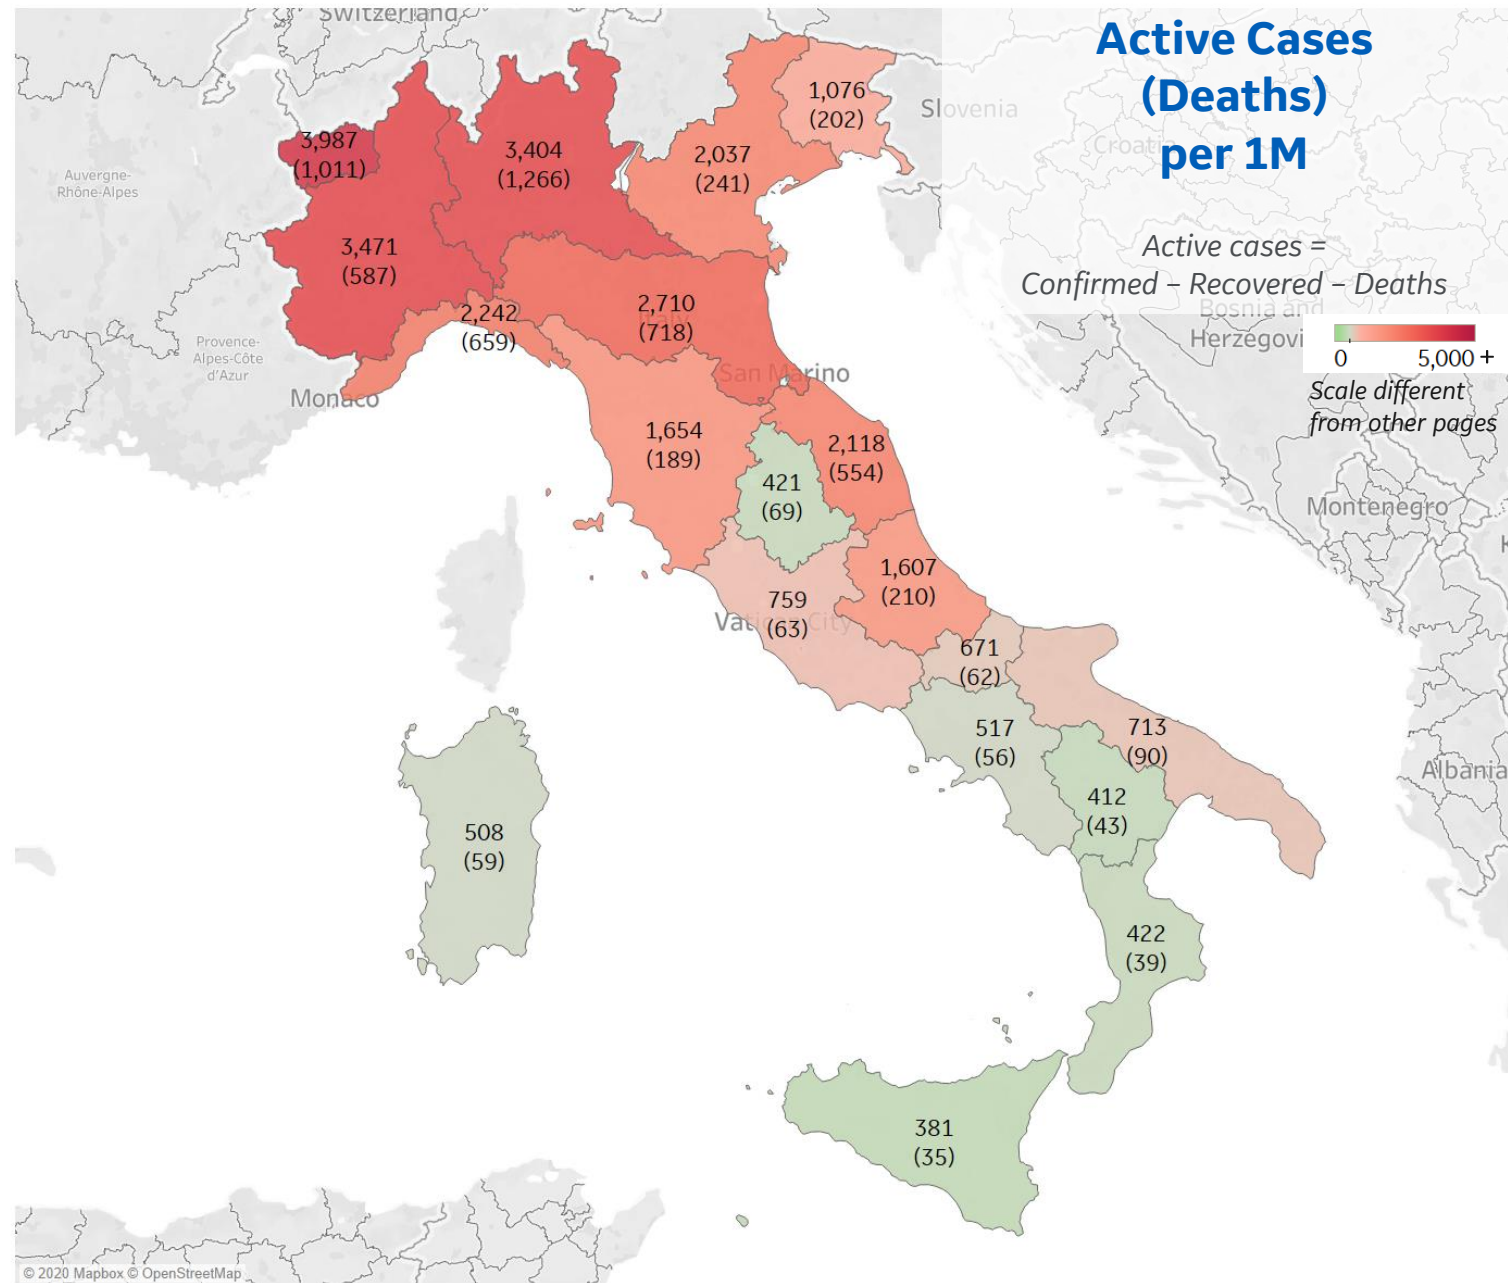 Switzerland
Active Cases
(Deaths)
per 1M
Active cases =
Confirmed – Recovered – Deaths
0 5,000 +
Scale different
from other pages
1,076
(202)
Slovenia
Croatia
3,987
(1,011)
3,404
(1,266)
2,037
(241)
Auvergne-
Rhône-Alpes
3,471
(587)
Bosnia and
Herzegovi
2,242
(659)
2,710
(718)
Provence-
Alpes-Côte
d'Azur
Monaco
San Marino
1,654
(189)
2,118
(554)
421
(69)
Montenegro
1,607
(210)
759
(63)
Vatican City
671
(62)
517
(56)
713
(90)
Albania
412
(43)
508
(59)
422
(39)
381
(35)
© 2020 Mapbox © OpenStreetMap